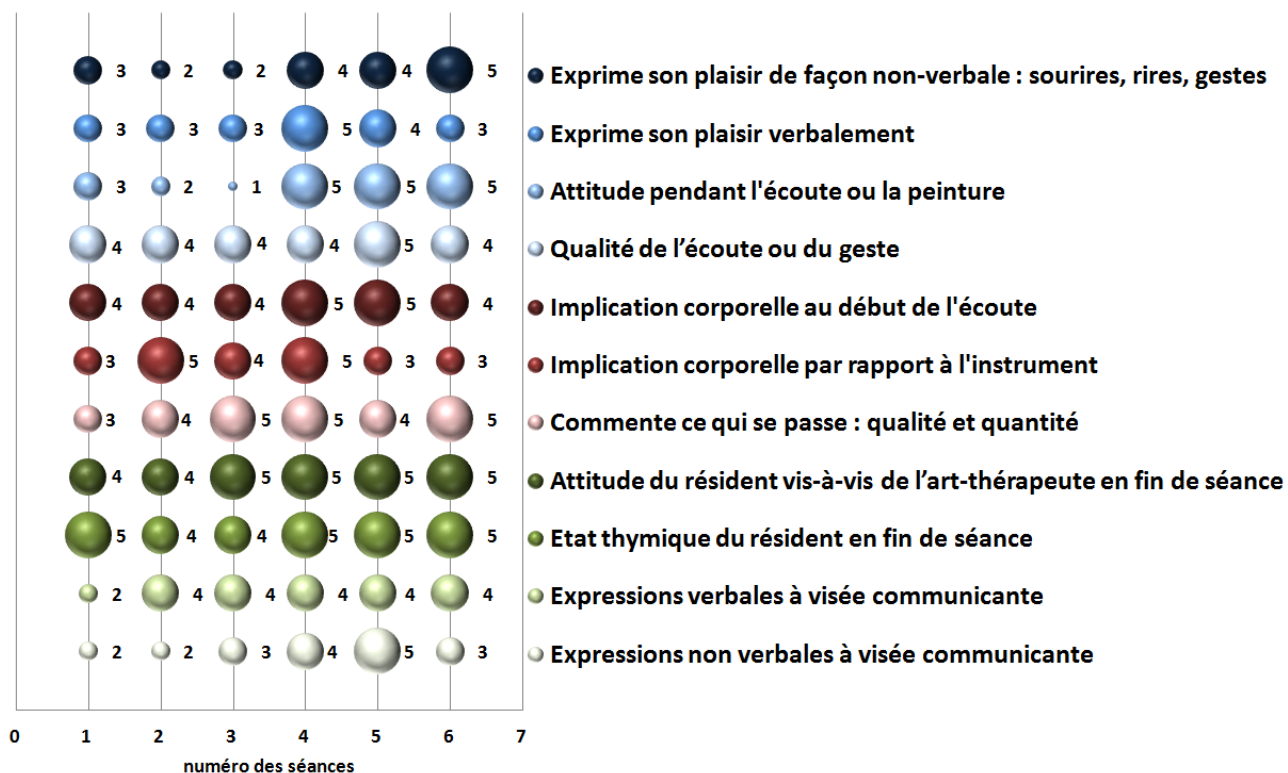 3 2 2 4 4 5 Exprime son plaisir de façon non-verbale : sourires, rires, gestes
3 3 3 5 4 3 Exprime son plaisir verbalement
3 2 1 5 5 5 Attitude pendant l'écoute ou la peinture
4 4 4 4 5 4 Qualité de l’écoute ou du geste
4 4 4 5 5 4 Implication corporelle au début de l'écoute
3 5 4 5 3 3 Implication corporelle par rapport à l'instrument
3 4 5 5 4 5 Commente ce qui se passe : qualité et quantité
4 4 5 5 5 5 Attitude du résident vis-à-vis de l’art-thérapeute en fin de séance
5 4 4 5 5 5 Etat thymique du résident en fin de séance
2 4 4 4 4 4 Expressions verbales à visée communicante
2 2 3 4 5 3 Expressions non verbales à visée communicante
0 1 2 3 4 5 6 7
numéro des séances